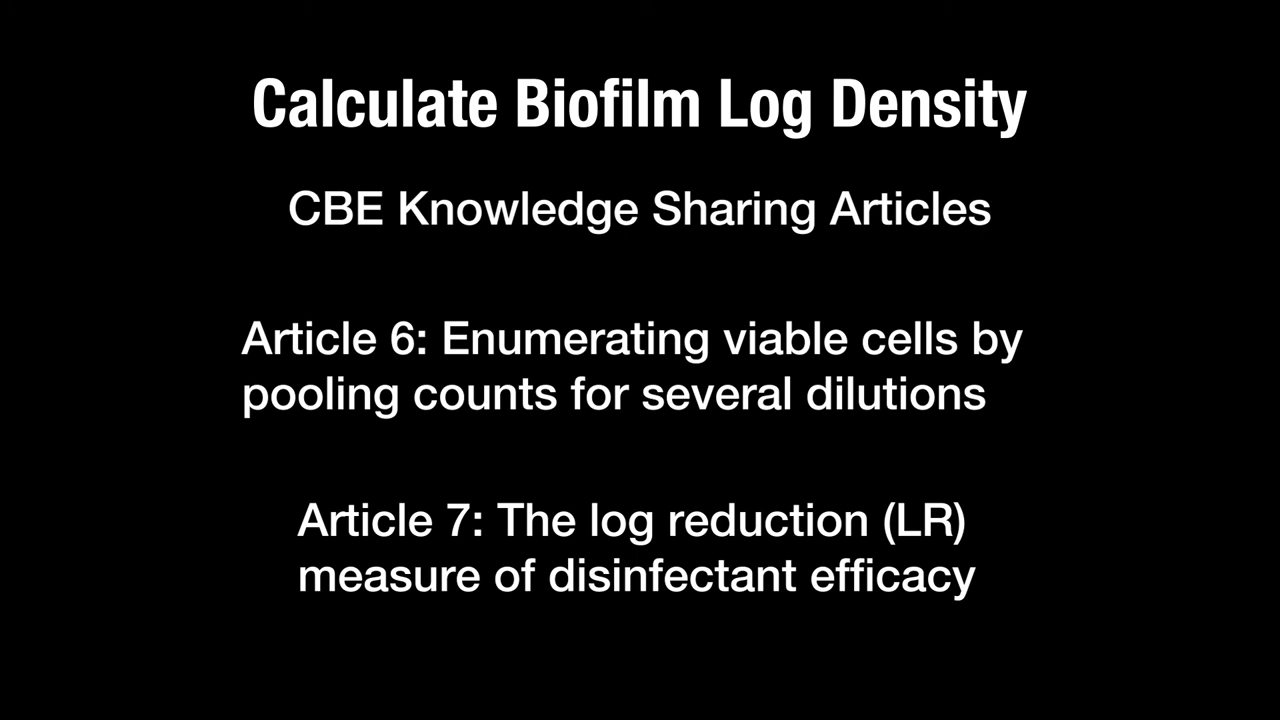 Calculate Biofilm Log Density
CBE Knowledge Sharing Articles
Article 6: Enumerating viable cells by
pooling counts for several dilutions
Article 7: The log reduction (LR)
measure of disinfectant efficacy